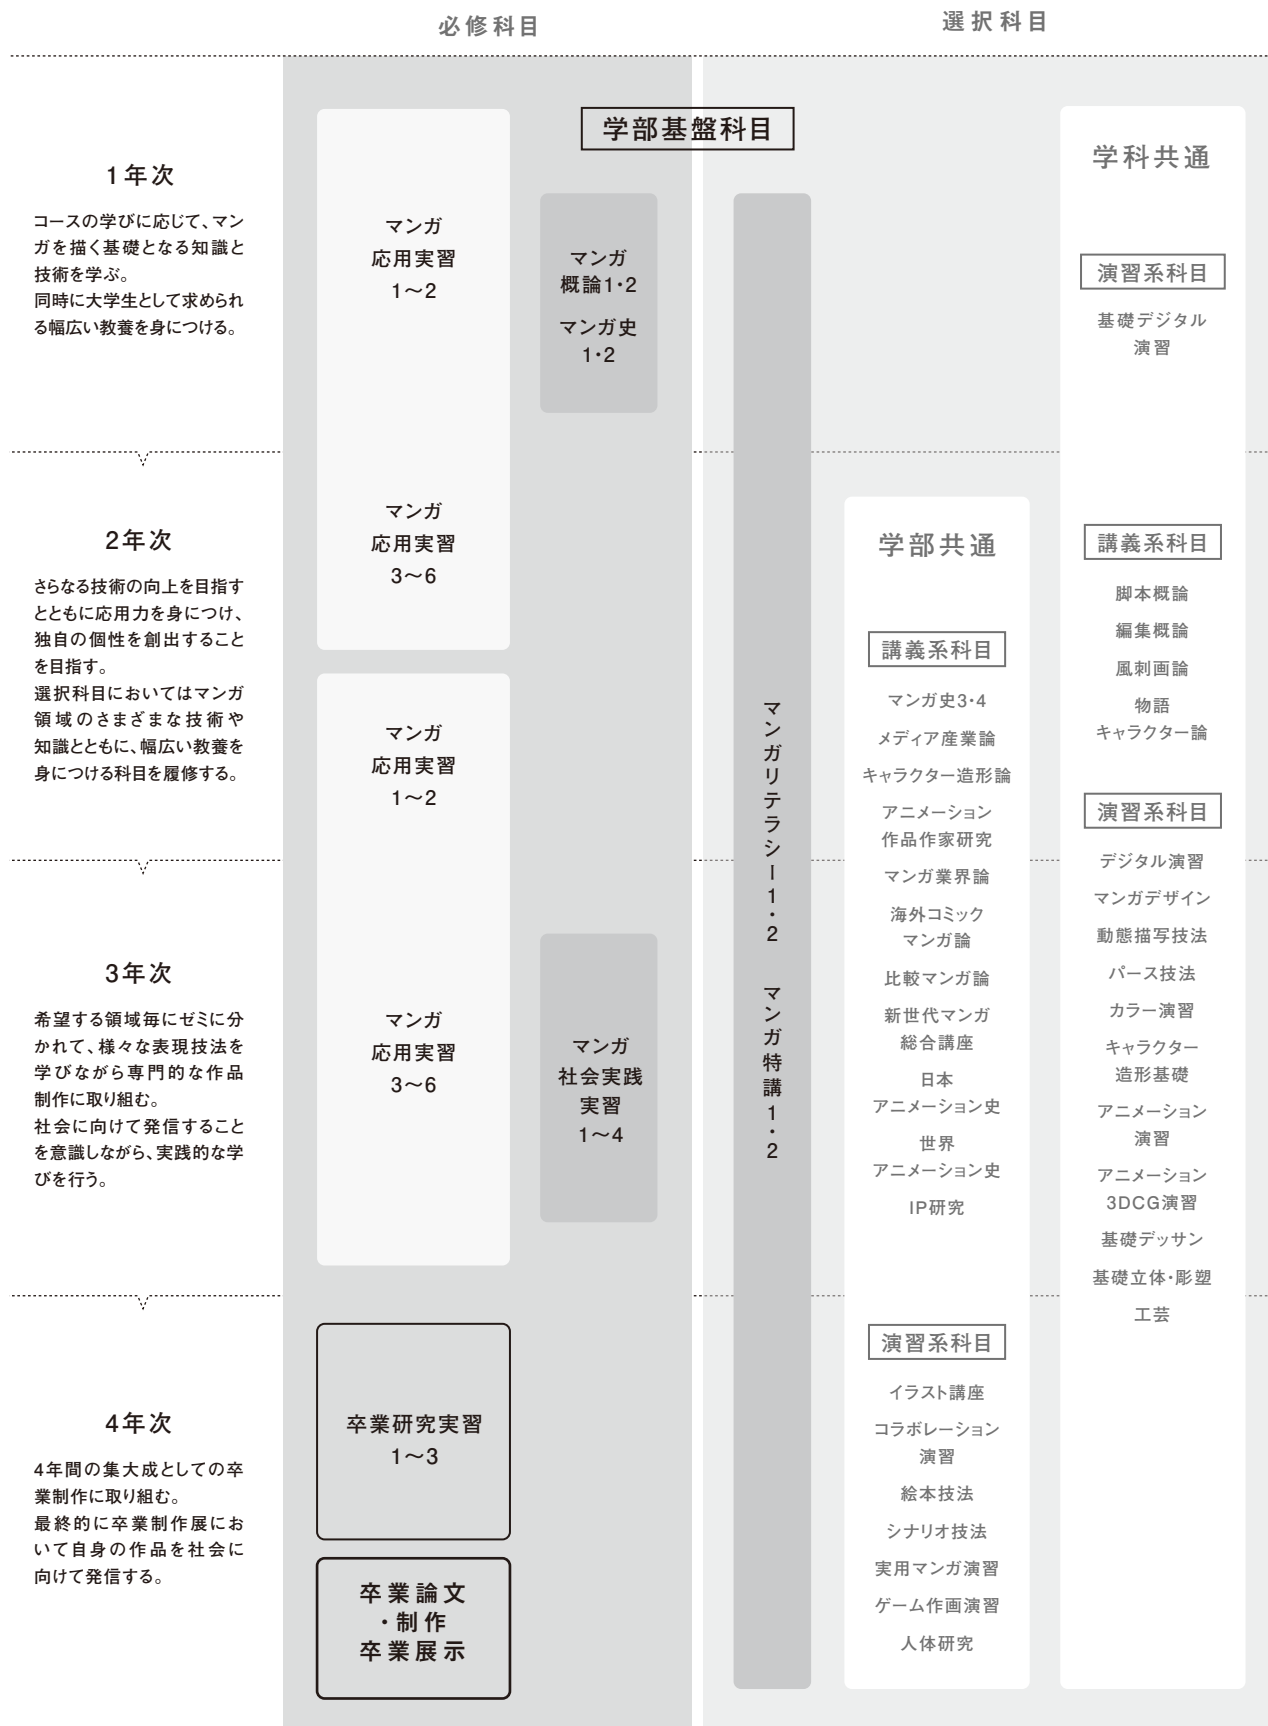 必修科目
選択科目
学部基盤科目
1年次
コースの学びに応じて、マン
ガを描く基礎となる知識と
技術を学ぶ。
同時に大学生として求められ
る幅広い教養を身につける。
マンガ
応用実習
1〜2
マンガ
概論1・2
マンガ史
1・2
2年次
さらなる技術の向上を目指す
とともに応用力を身につけ、
独自の個性を創出すること
を目指す。
選択科目においてはマンガ
領域のさまざまな技術や
知識とともに、幅広い教養を
身につける科目を履修する。
マンガ
応用実習
3〜6
マンガ
応用実習
1〜2
3年次
希望する領域毎にゼミに分
かれて、様々な表現技法を
学びながら専門的な作品
制作に取り組む。
社会に向けて発信すること
を意識しながら、実践的な学
びを行う。
マンガ
応用実習
3〜6
マンガ
社会実践
実習
1〜4
4年次
4年間の集大成としての卒
業制作に取り組む。
最終的に卒業制作展にお
いて自身の作品を社会に
向けて発信する。
卒業研究実習
1〜3
卒業論文
・制作
卒業展示
マンガリテラシー1・2 マンガ特講1・2
学部共通
講義系科目
マンガ史3・4
メディア産業論
キャラクター造形論
アニメーション
作品作家研究
マンガ業界論
海外コミック
マンガ論
比較マンガ論
新世代マンガ
総合講座
日本
アニメーション史
世界
アニメーション史
IP研究
演習系科目
イラスト講座
コラボレーション
演習
絵本技法
シナリオ技法
実用マンガ演習
ゲーム作画演習
人体研究
学科共通
演習系科目
基礎デジタル
演習
講義系科目
脚本概論
編集概論
風刺画論
物語
キャラクター論
演習系科目
デジタル演習
マンガデザイン
動態描写技法
パース技法
カラー演習
キャラクター
造形基礎
アニメーション
演習
アニメーション
3DCG演習
基礎デッサン
基礎立体・彫塑
工芸